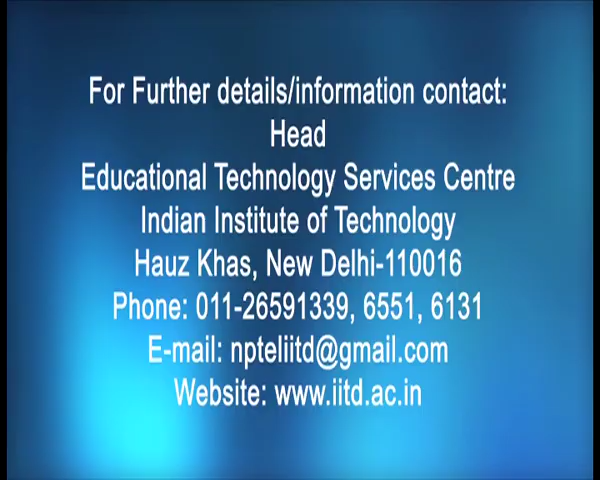 For Further details/information contact:
Head
Educational Technology Services Centre
Indian Institute of Technology
Hauz Khas, New Delhi-110016
Phone: 011-26591339, 6551, 6131
E-mail: npteliitd@gmail.com
Website: www.iitd.ac.in